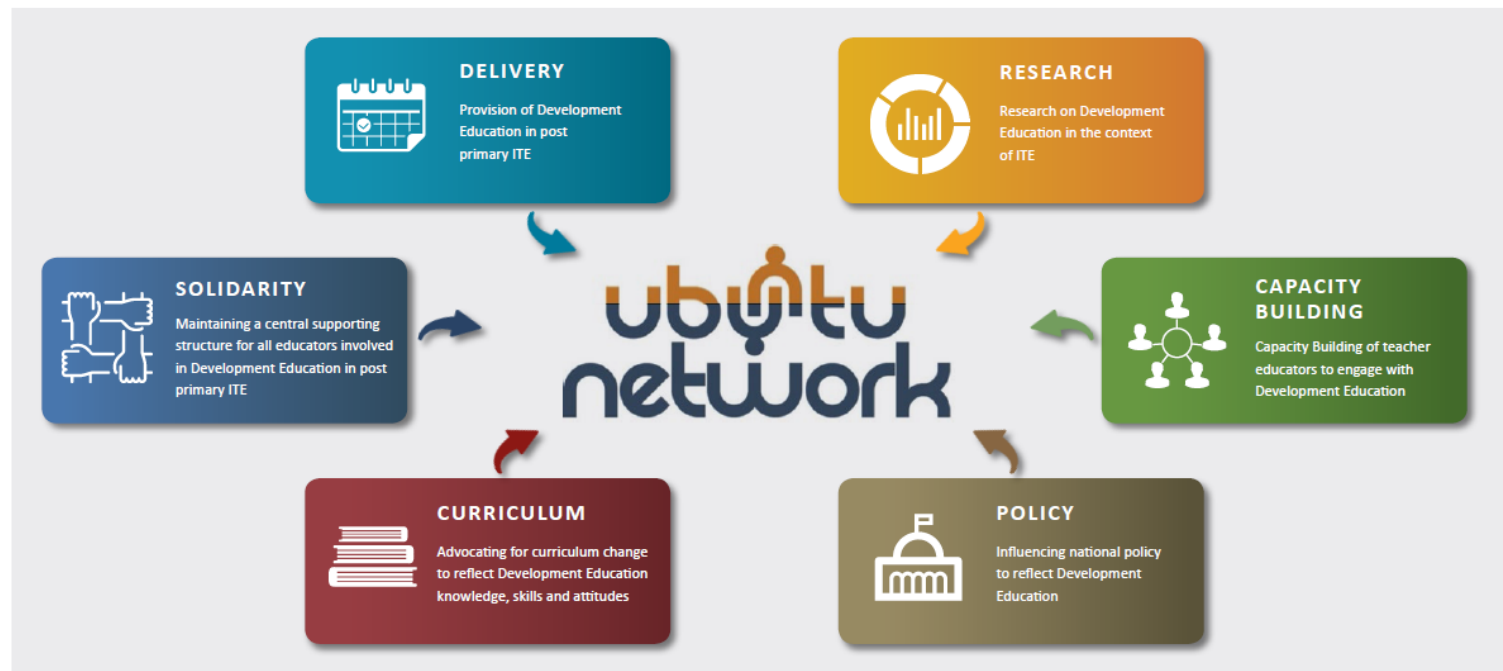 DELIVERY
Provision of Development
Education in post
primary ITE
RESEARCH
Research on Development
Education in the context
of ITE
SOLIDARITY
Maintaining a central supporting
structure for all educators involved
in Development Education in post
primary ITE
ubuntu
network
CAPACITY
BUILDING
Capacity Building of teacher
educators to engage with
Development Education
CURRICULUM
Advocating for curriculum change
to reflect Development Education
knowledge, skills and attitudes
POLICY
Influencing national policy
to reflect Development
Education